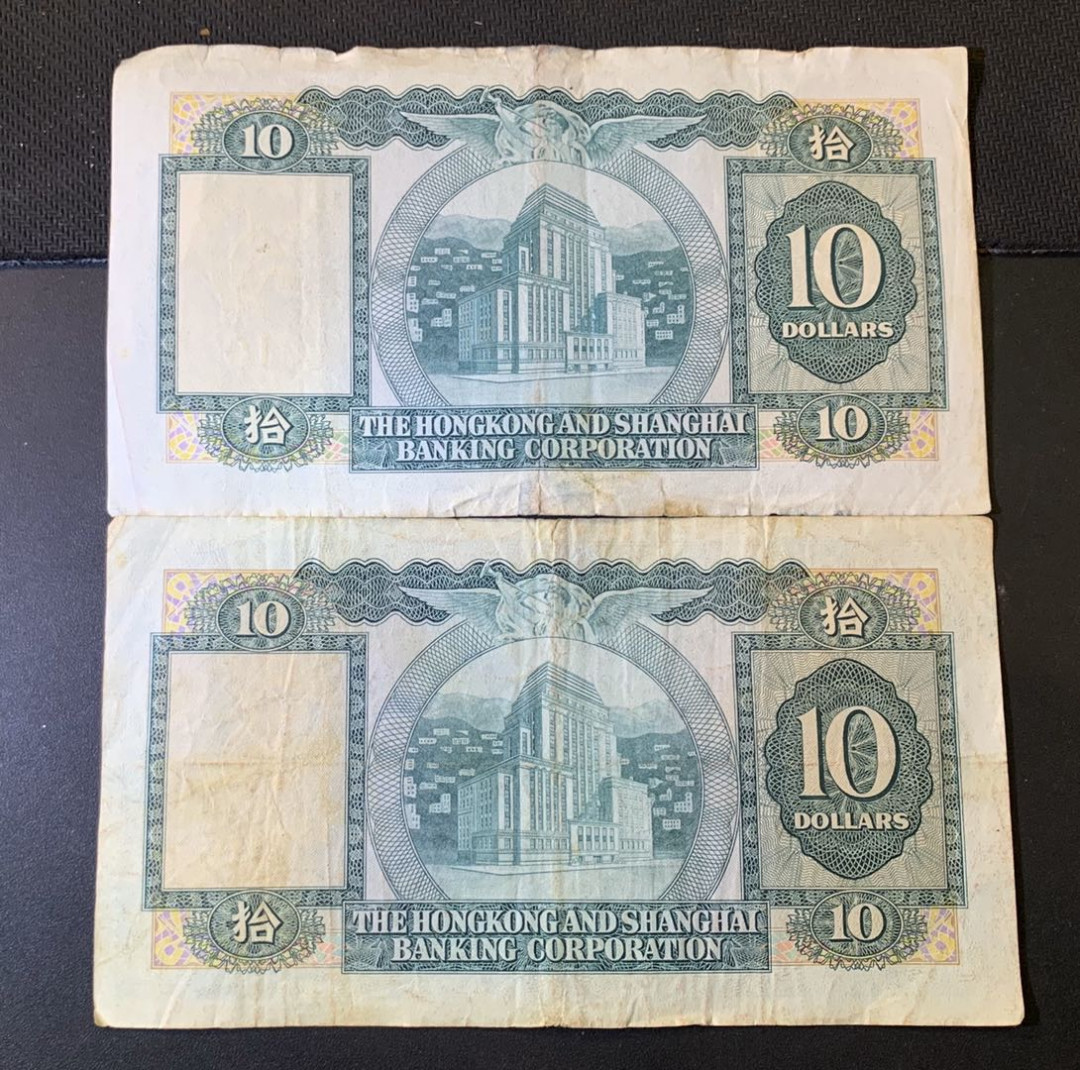 10
拾
10
DOLLARS
拾
THE HONGKONG AND SHANGHAI
BANKING CORPORATION
10
10
拾
10
DOLLARS
拾
THE HONGKONG AND SHANGHAI
BANKING CORPORATION
10